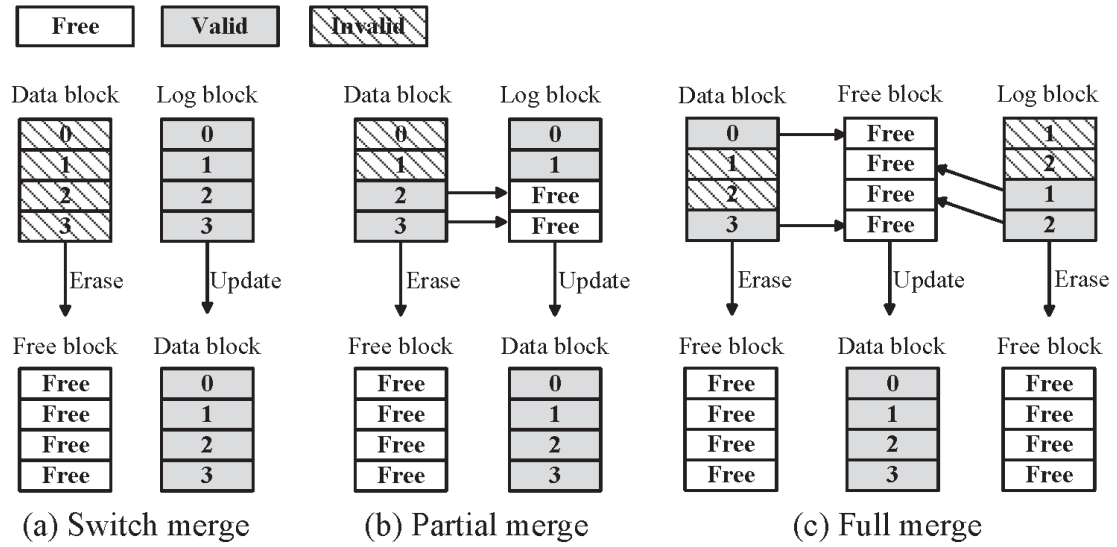 Free Valid Invalid
Data block Log block Data block Log block Data block Free block Log block
0 0 0 0 0 Free 1
1 1 1 1 1 Free 2
2 2 2 Free 2 Free 1
3 3 3 Free 3 Free 2
Erase Update Erase Update Erase Update Erase
Free block Data block Free block Data block Free block Data block Free block
Free 0 Free 0 Free 0 Free
Free 1 Free 1 Free 1 Free
Free 2 Free 2 Free 2 Free
Free 3 Free 3 Free 3 Free
(a) Switch merge (b) Partial merge (c) Full merge